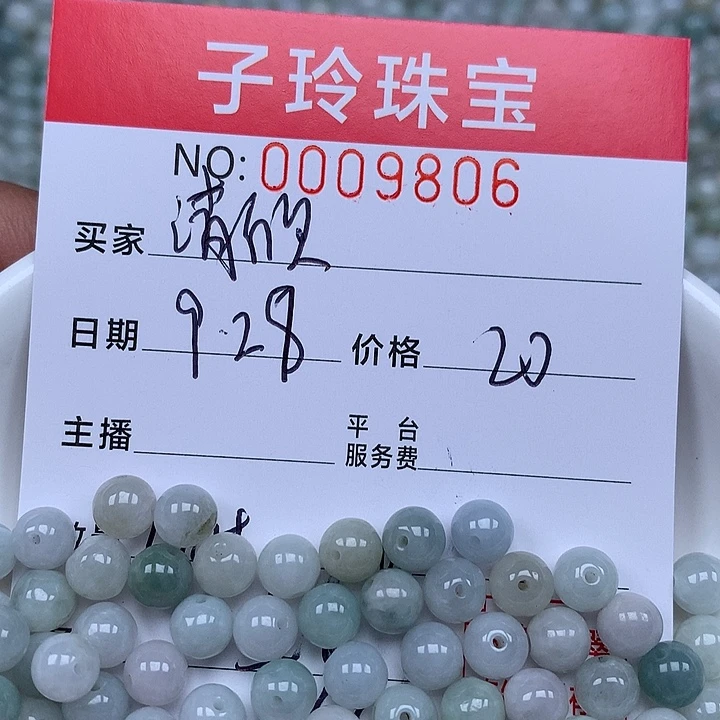 子玲珠宝
NO: 0009806
买家 清欣
日期 9.28 价格 20
主播 平台服务费